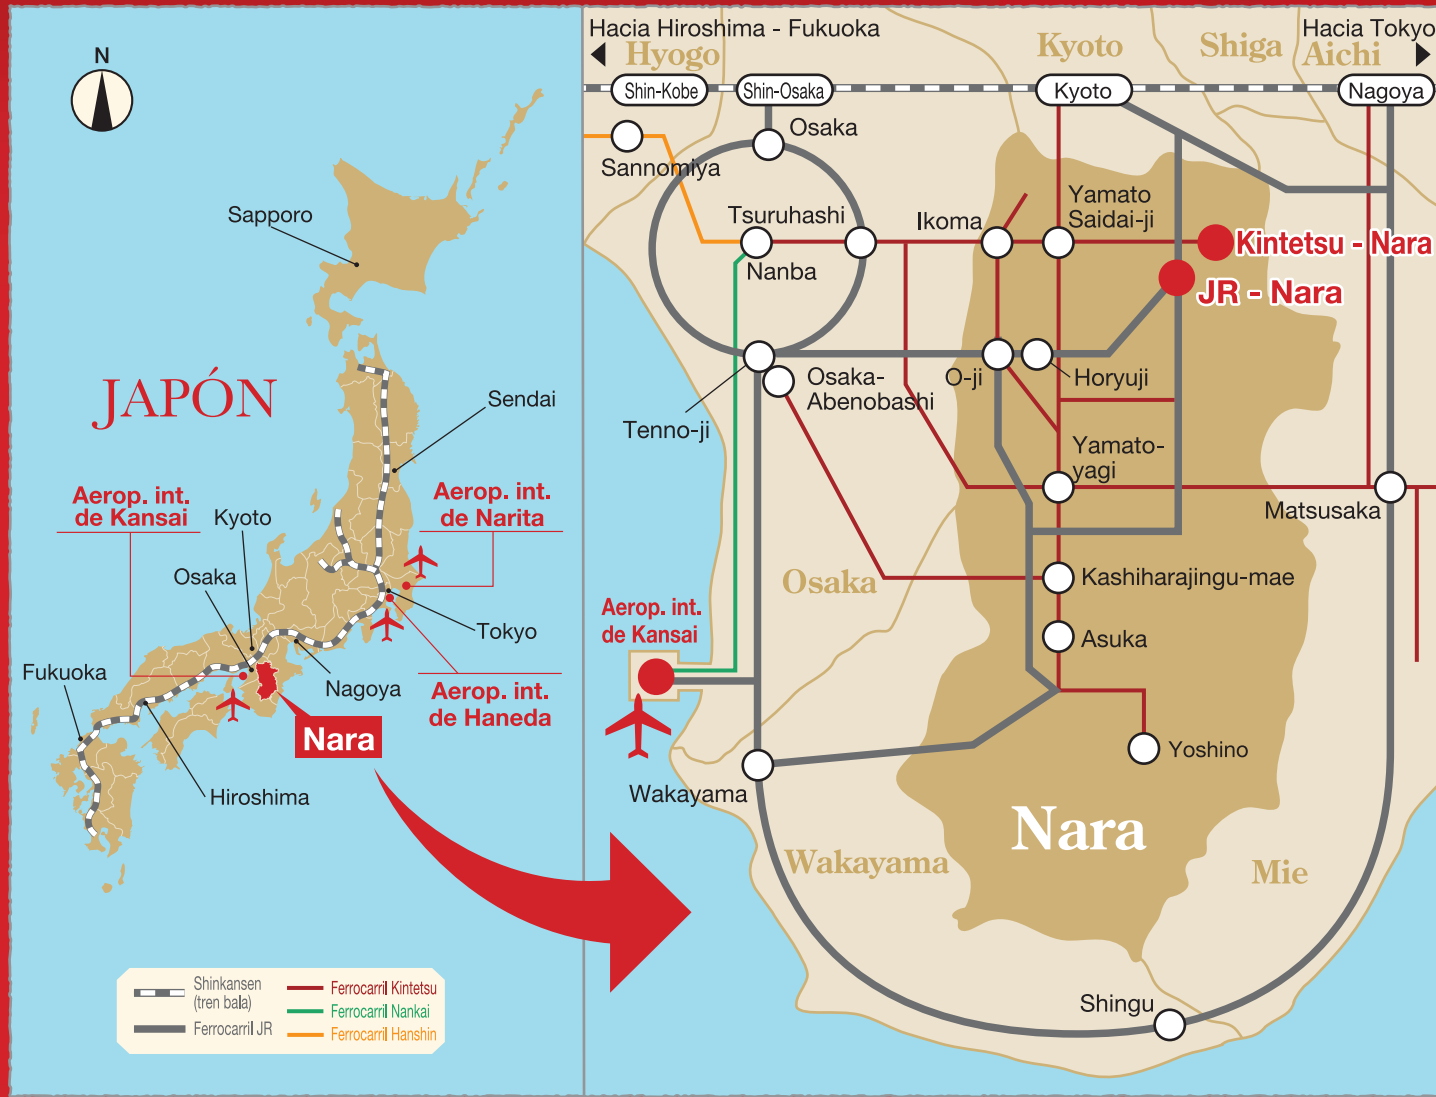 N
Sapporo
JAPÓN
Sendai
Aerop. int.
de Kansai
Kyoto
Aerop. int.
de Narita
Osaka
Tokyo
Fukuoka
Nagoya
Aerop. int.
de Haneda
Nara
Hiroshima
Shinkansen
(tren bala)
Ferrocarril JR
Ferrocarril Kintetsu
Ferrocarril Nankai
Ferrocarril Hanshin
Hacia Hiroshima - Fukuoka
Hacia Tokyo
Hyogo
Kyoto
Shiga
Aichi
Shin-Kobe
Shin-Osaka
Kyoto
Nagoya
Osaka
Sannomiya
Tsuruhashi
Nanba
Ikoma
Yamato
Saidai-ji
Kintetsu - Nara
JR - Nara
Osaka-
Abenobashi
O-ji
Horyuji
Tenno-ji
Yamato-
yagi
Matsusaka
Osaka
Kashiharajingu-mae
Aerop. int.
de Kansai
Asuka
Yoshino
Wakayama
Nara
Wakayama
Mie
Shingu